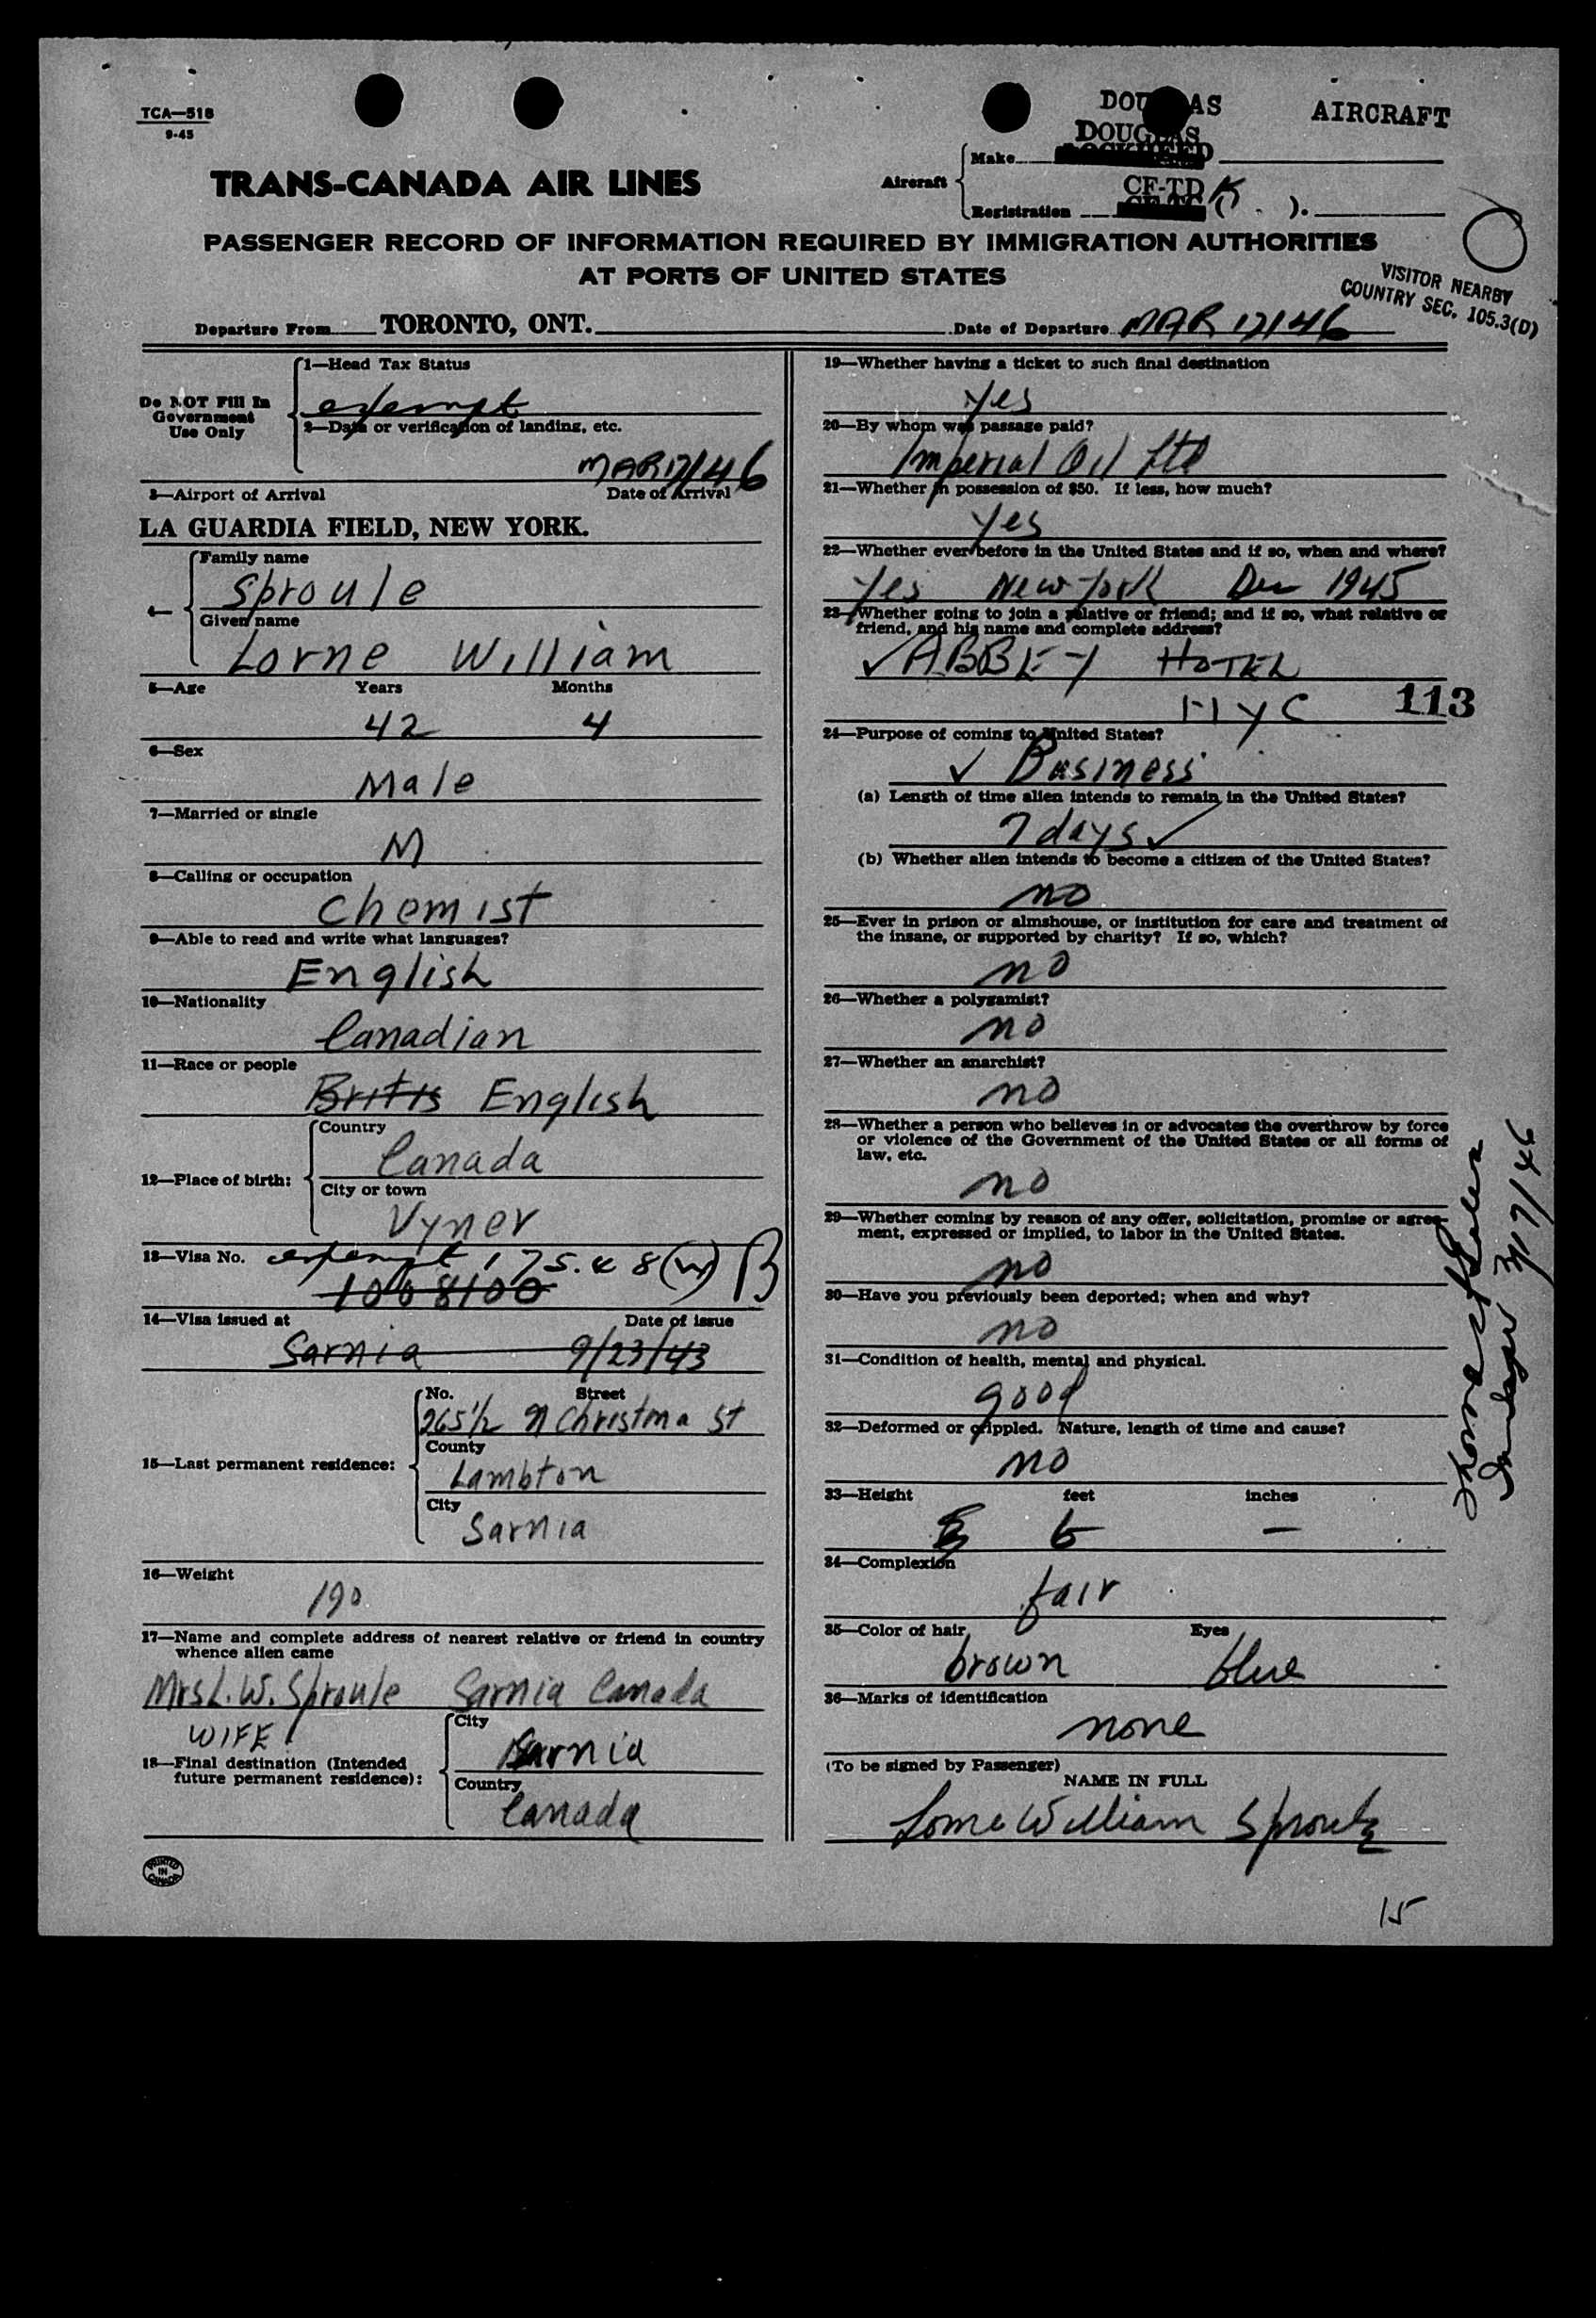 TCA—518
9-45
DOUGLAS AIRCRAFT
DOUGLAS
Make
LOCKHEED
TRANS-CANADA AIR LINES
Aircraft
CF-TD K
Registration CF-TC ( ).
PASSENGER RECORD OF INFORMATION REQUIRED BY IMMIGRATION AUTHORITIES
AT PORTS OF UNITED STATES
VISITOR NEARBY
COUNTRY SEC. 105.3(D)
Departure From TORONTO, ONT. Date of Departure MAR 17/46
Do NOT Fill In
Government
Use Only
1—Head Tax Status
exempt
2—Data or verification of landing, etc.
MAR 17/46
3—Airport of Arrival Date of Arrival
LA GUARDIA FIELD, NEW YORK.
4—
Family name
Sproule
Given name
Lorne William
5—Age Years Months
42 4
6—Sex
Male
7—Married or single
M
8—Calling or occupation
Chemist
9—Able to read and write what languages?
English
10—Nationality
Canadian
11—Race or people
Britis English
12—Place of birth:
Country
Canada
City or town
Vyner
13—Visa No. exempt 175.48(w) B
1008100
14—Visa issued at Date of issue
Sarnia 9/23/43
15—Last permanent residence:
No. Street
265½ N Christina St
County
Lambton
City
Sarnia
16—Weight
190
17—Name and complete address of nearest relative or friend in country
whence alien came
Mrs L. W. Sproule Sarnia Canada
WIFE
18—Final destination (Intended
future permanent residence):
City
Sarnia
Country
Canada
PRINTED
IN
CANADA
19—Whether having a ticket to such final destination
Yes
20—By whom was passage paid?
Imperial Oil Ltd
21—Whether in possession of $50. If less, how much?
Yes
22—Whether ever before in the United States and if so, when and where?
Yes New York Dec 1945
23—Whether going to join a relative or friend; and if so, what relative or
friend, and his name and complete address?
✓ ABBEY HOTEL
NYC 113
24—Purpose of coming to United States?
✓ Business
(a) Length of time alien intends to remain in the United States?
7 days ✓
(b) Whether alien intends to become a citizen of the United States?
no
25—Ever in prison or almshouse, or institution for care and treatment of
the insane, or supported by charity? If so, which?
no
26—Whether a polygamist?
no
27—Whether an anarchist?
no
28—Whether a person who believes in or advocates the overthrow by force
or violence of the Government of the United States or all forms of
law, etc.
no
29—Whether coming by reason of any offer, solicitation, promise or agree-
ment, expressed or implied, to labor in the United States.
no
30—Have you previously been deported; when and why?
no
31—Condition of health, mental and physical.
good
32—Deformed or crippled. Nature, length of time and cause?
no
33—Height feet inches
6 —
34—Complexion
fair
35—Color of hair Eyes
brown blue
36—Marks of identification
none
(To be signed by Passenger)
NAME IN FULL
Lorne William Sproule
15
3/17/46